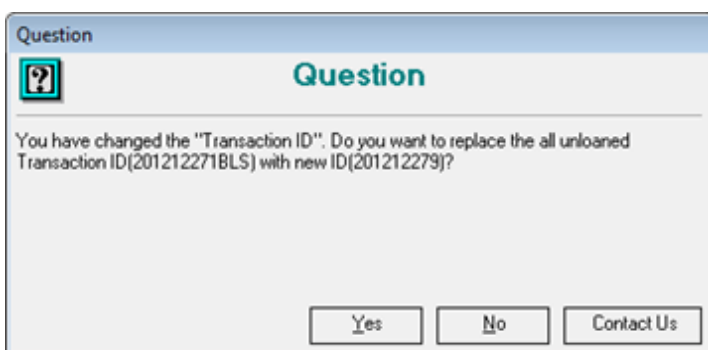 Question
Question
You have changed the "Transaction ID". Do you want to replace the all unloaned
Transaction ID(201212271BLS) with new ID(201212279)?
Yes
No
Contact Us